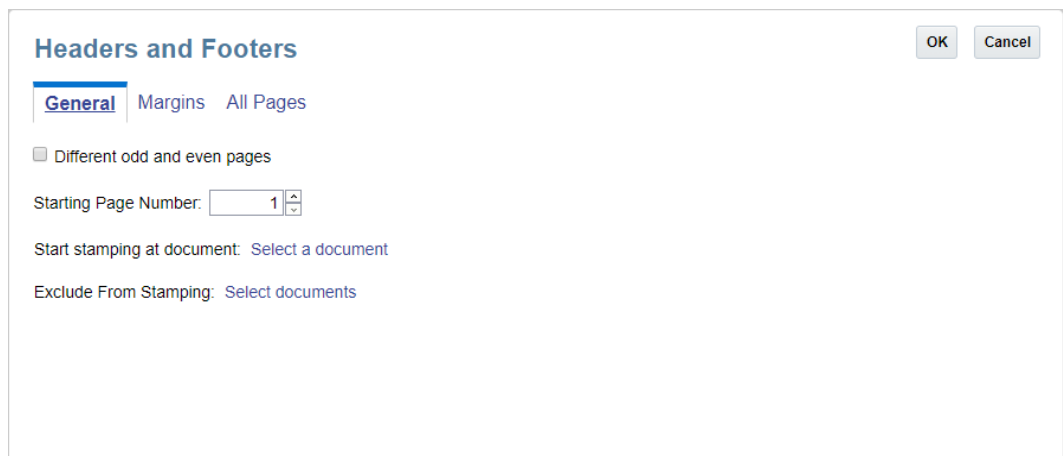 Headers and Footers
OK
Cancel
General
Margins
All Pages
Different odd and even pages
Starting Page Number: 1
Start stamping at document: Select a document
Exclude From Stamping: Select documents